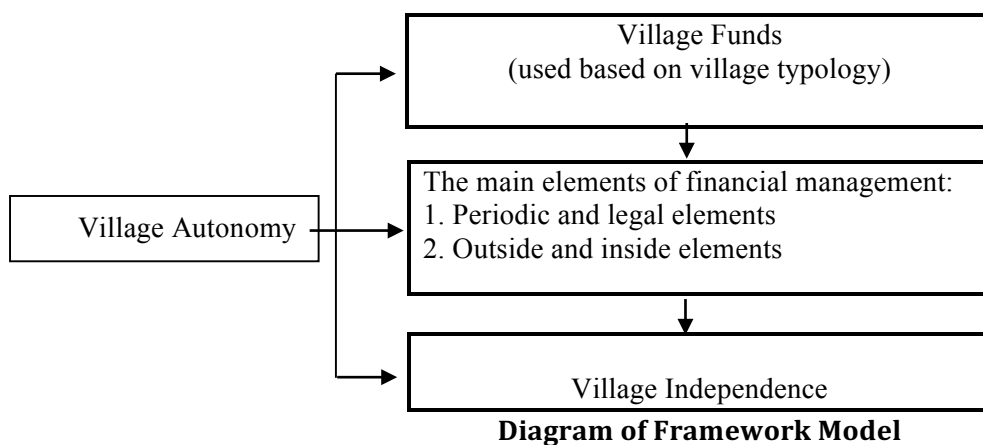 Village Funds
(used based on village typology)
The main elements of financial management:
1. Periodic and legal elements
2. Outside and inside elements
Village Autonomy
Village Independence
Diagram of Framework Model